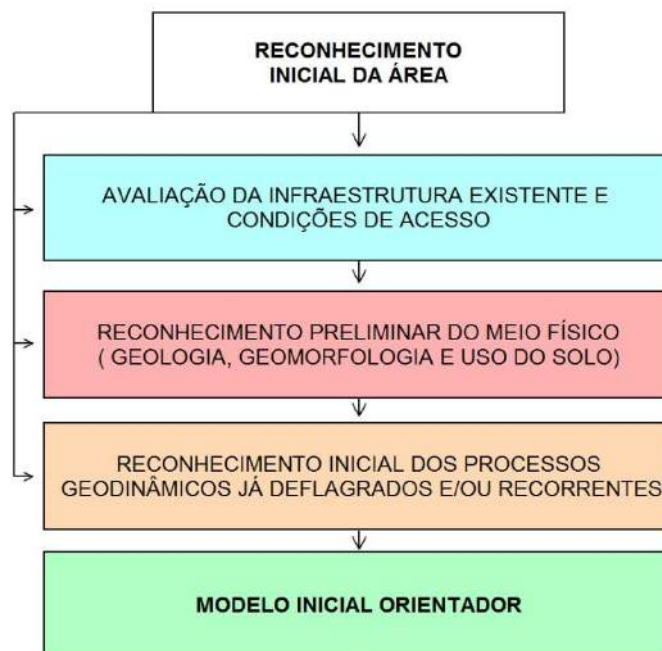 RECONHECIMENTO
INICIAL DA ÁREA
AVALIAÇÃO DA INFRAESTRUTURA EXISTENTE E
CONDIÇÕES DE ACESSO
RECONHECIMENTO PRELIMINAR DO MEIO FÍSICO
( GEOLOGIA, GEOMORFOLOGIA E USO DO SOLO)
RECONHECIMENTO INICIAL DOS PROCESSOS
GEODINÂMICOS JÁ DEFLAGRADOS E/OU RECORRENTES
MODELO INICIAL ORIENTADOR